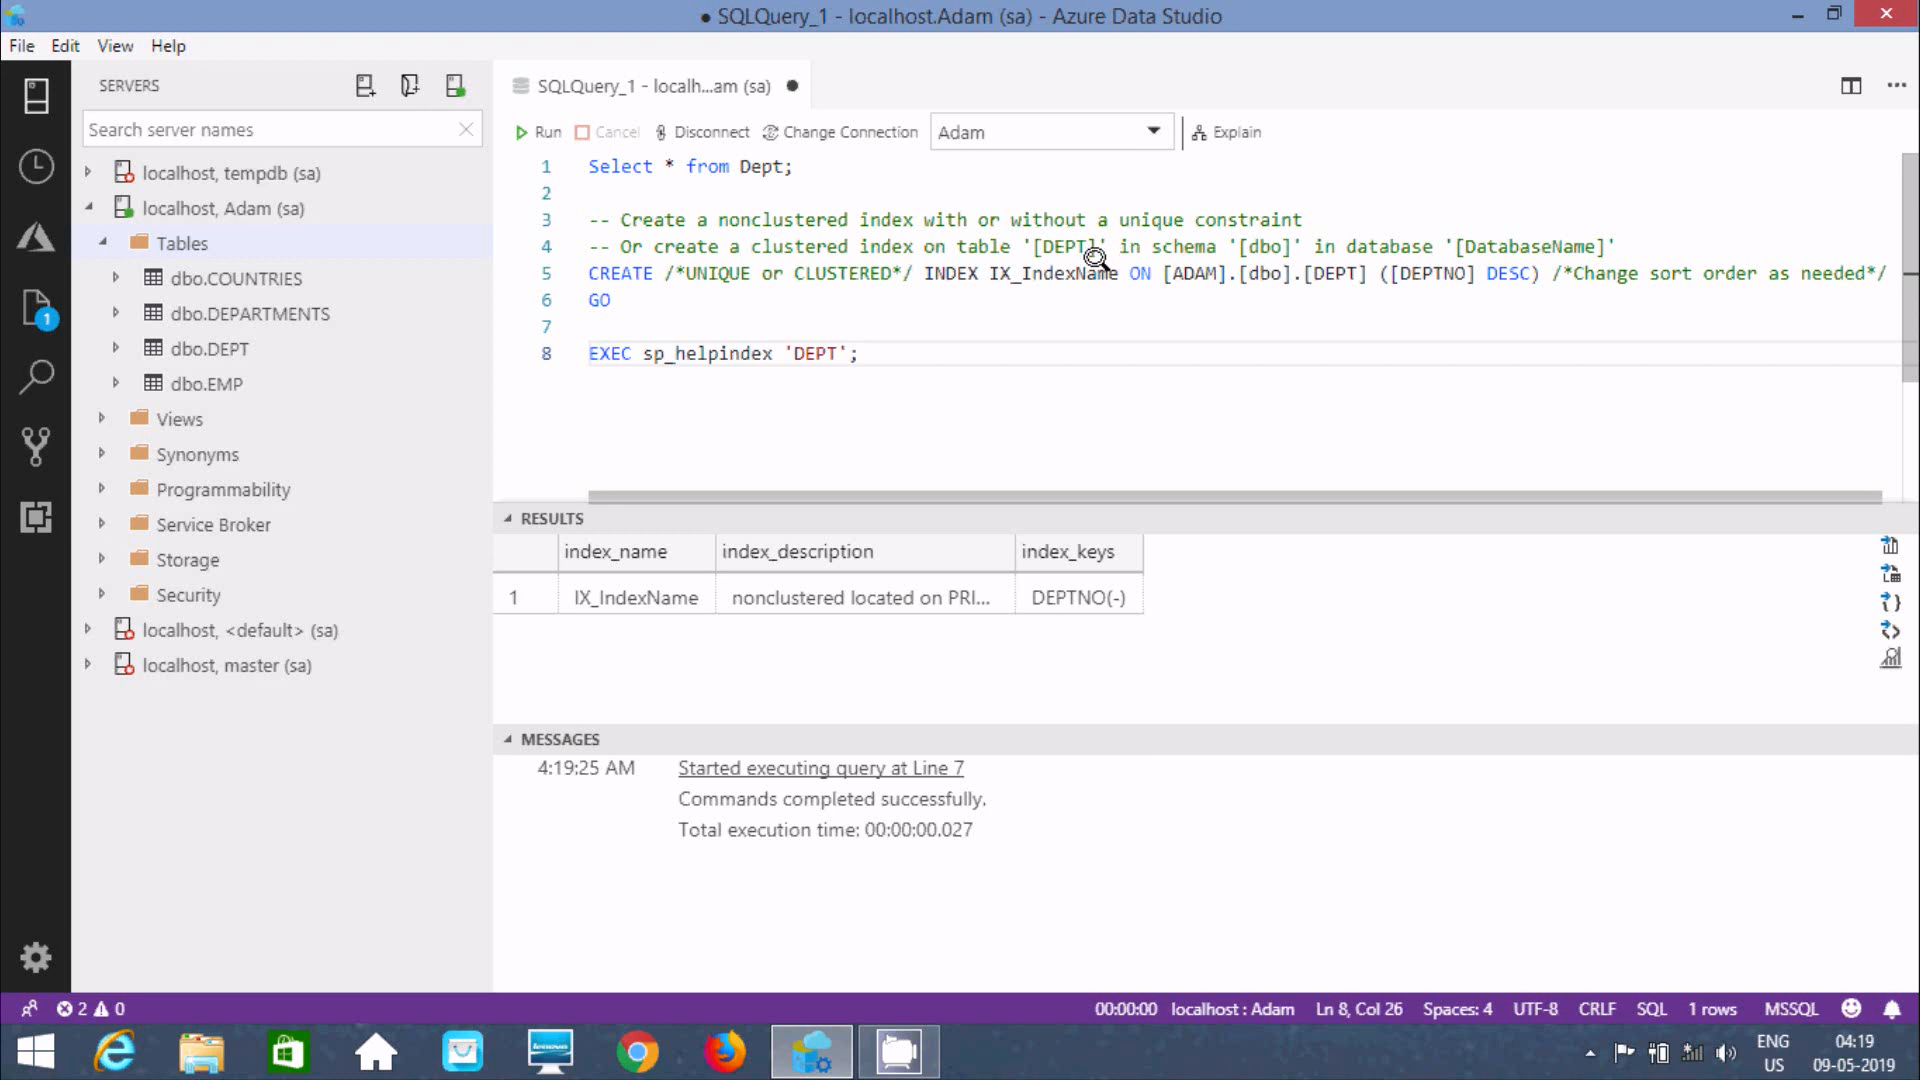 ● SQLQuery_1 - localhost.Adam (sa) - Azure Data Studio
File Edit View Help
SERVERS
Search server names
localhost, tempdb (sa)
localhost, Adam (sa)
Tables
dbo.COUNTRIES
dbo.DEPARTMENTS
dbo.DEPT
dbo.EMP
Views
Synonyms
Programmability
Service Broker
Storage
Security
localhost, <default> (sa)
localhost, master (sa)
1
SQLQuery_1 - localh...am (sa) ●
Run Cancel Disconnect Change Connection Adam Explain
1 Select * from Dept;
2
3 -- Create a nonclustered index with or without a unique constraint
4 -- Or create a clustered index on table '[DEPT]' in schema '[dbo]' in database '[DatabaseName]'
5 CREATE /*UNIQUE or CLUSTERED*/ INDEX IX_IndexName ON [ADAM].[dbo].[DEPT] ([DEPTNO] DESC) /*Change sort order as needed*/
6 GO
7
8 EXEC sp_helpindex 'DEPT';
RESULTS
index_name index_description index_keys
1 IX_IndexName nonclustered located on PRI... DEPTNO(-)
MESSAGES
4:19:25 AM Started executing query at Line 7
Commands completed successfully.
Total execution time: 00:00:00.027
2 0 00:00:00 localhost : Adam Ln 8, Col 26 Spaces: 4 UTF-8 CRLF SQL 1 rows MSSQL
ENG 04:19
US 09-05-2019